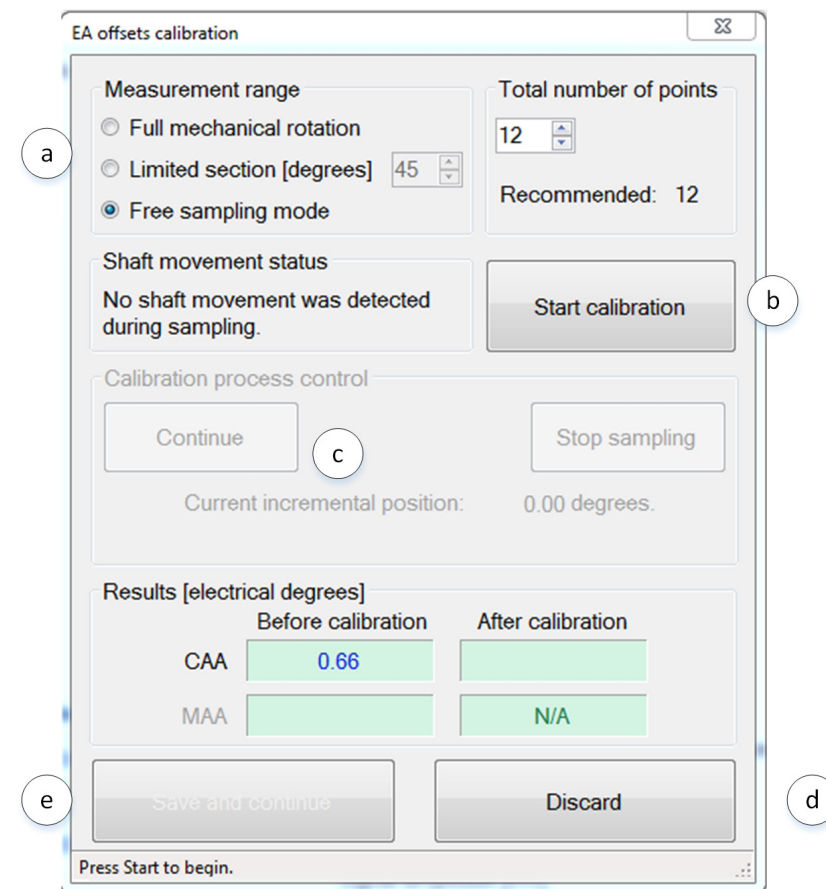 EA offsets calibration
Measurement range
Total number of points
a
Full mechanical rotation
12
Limited section [degrees] 45
Recommended: 12
Free sampling mode
Shaft movement status
No shaft movement was detected
during sampling.
Start calibration
b
Calibration process control
Continue
c
Stop sampling
Current incremental position: 0.00 degrees.
Results [electrical degrees]
Before calibration After calibration
CAA 0.66
MAA N/A
e
Save and continue
Discard
d
Press Start to begin.